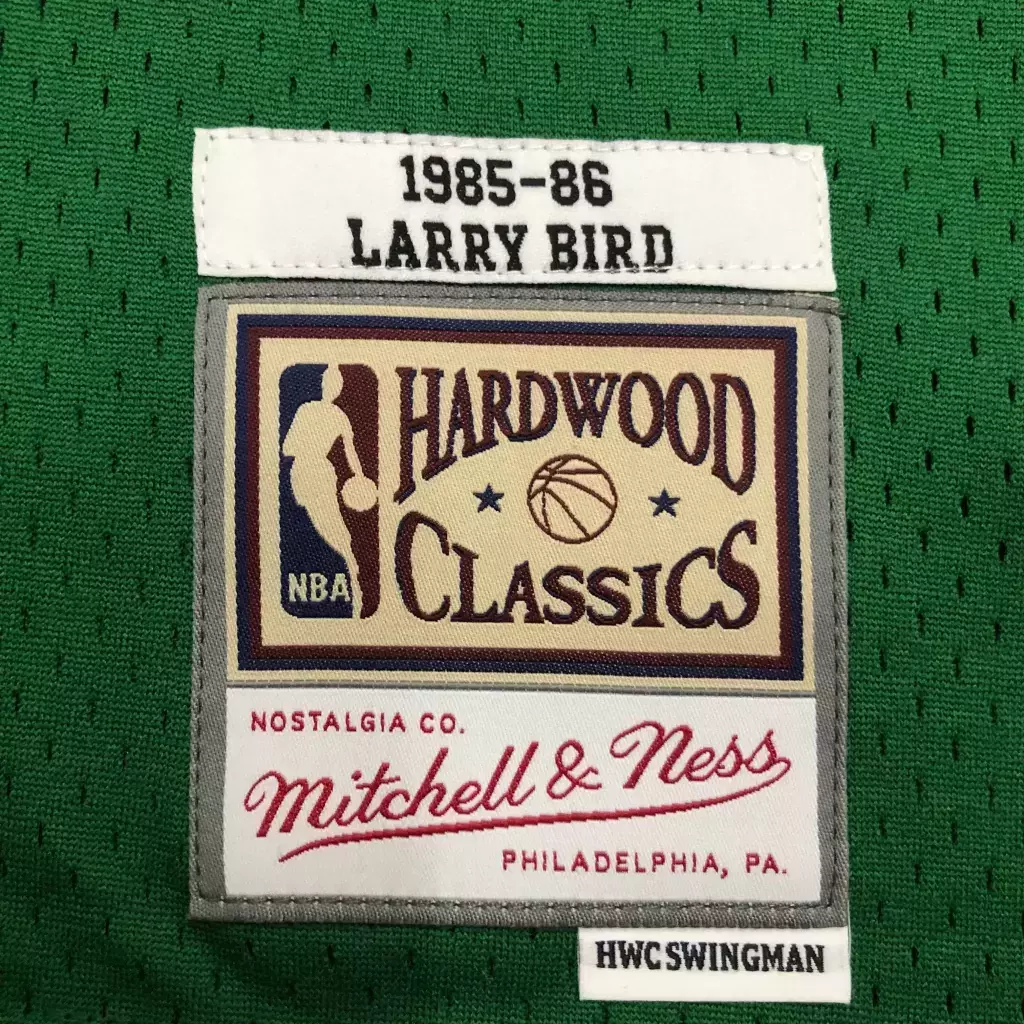 1985-86
LARRY BIRD
HARDWOOD
CLASSICS
NBA
NOSTALGIA CO.
Mitchell & Ness
PHILADELPHIA, PA.
HWC SWINGMAN